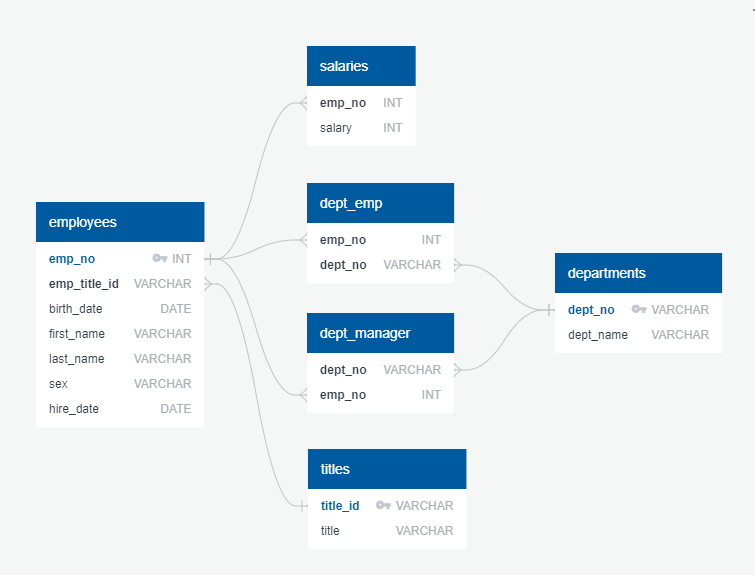 salaries
emp_no INT
salary INT
dept_emp
emp_no INT
dept_no VARCHAR
employees
emp_no INT
emp_title_id VARCHAR
birth_date DATE
first_name VARCHAR
last_name VARCHAR
sex VARCHAR
hire_date DATE
departments
dept_no VARCHAR
dept_name VARCHAR
dept_manager
dept_no VARCHAR
emp_no INT
titles
title_id VARCHAR
title VARCHAR